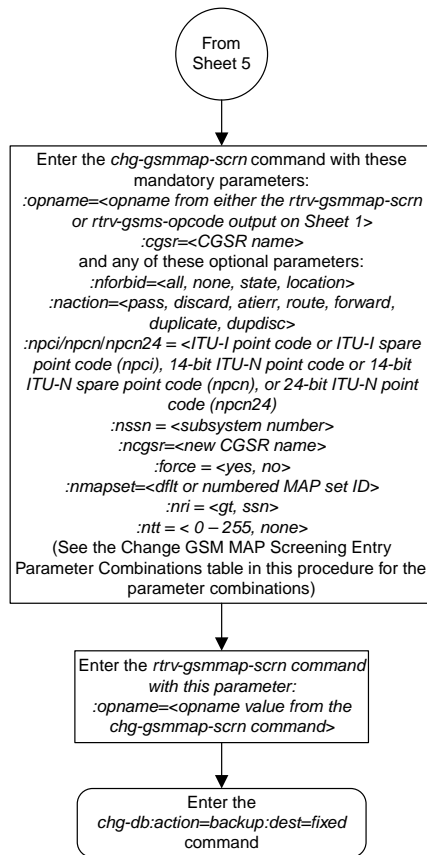 From
Sheet 5
Enter the chg-gsmmap-scrn command with these
mandatory parameters:
:opname=<opname from either the rtrv-gsmmap-scrn
or rtrv-gsms-opcode output on Sheet 1>
:cgsr=<CGSR name>
and any of these optional parameters:
:nforbid=<all, none, state, location>
:naction=<pass, discard, atierr, route, forward,
duplicate, dupdisc>
:npci/npcn/npcn24 = <ITU-I point code or ITU-I spare
point code (npci), 14-bit ITU-N point code or 14-bit
ITU-N spare point code (npcn), or 24-bit ITU-N point
code (npcn24)
:nssn = <subsystem number>
:ncgsr=<new CGSR name>
:force = <yes, no>
:nmapset=<dflt or numbered MAP set ID>
:nri = <gt, ssn>
:ntt = < 0 – 255, none>
(See the Change GSM MAP Screening Entry
Parameter Combinations table in this procedure for the
parameter combinations)
Enter the rtrv-gsmmap-scrn command
with this parameter:
:opname=<opname value from the
chg-gsmmap-scrn command>
Enter the
chg-db:action=backup:dest=fixed
command